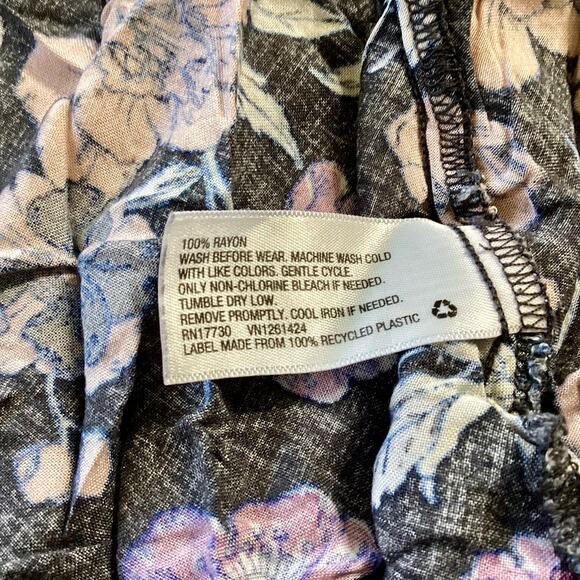 100% RAYON
WASH BEFORE WEAR. MACHINE WASH COLD
WITH LIKE COLORS. GENTLE CYCLE.
ONLY NON-CHLORINE BLEACH IF NEEDED.
TUMBLE DRY LOW.
REMOVE PROMPTLY. COOL IRON IF NEEDED.
RN17730 VN1261424
LABEL MADE FROM 100% RECYCLED PLASTIC